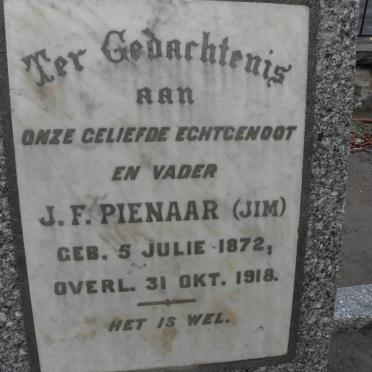 Ter Gedachtenis
AAN
ONZE GELIEFDE ECHTGENOOT
EN VADER
J. F. PIENAAR (JIM)
GEB. 5 JULIE 1872,
OVERL. 31 OKT. 1918.
HET IS WEL.